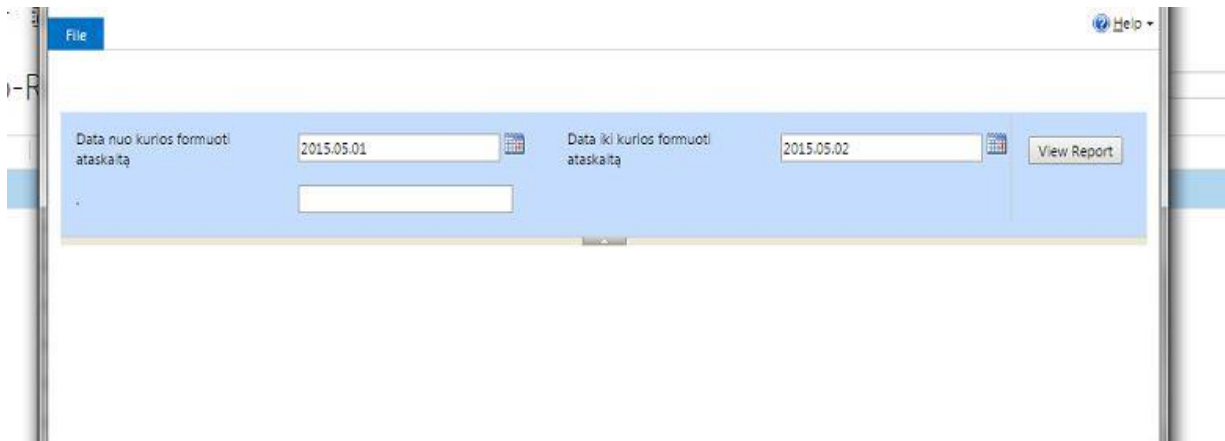 File
Help
-R
Data nuo kurios formuoti
ataskaitą
2015.05.01
Data iki kurios formuoti
ataskaitą
2015.05.02
View Report
.